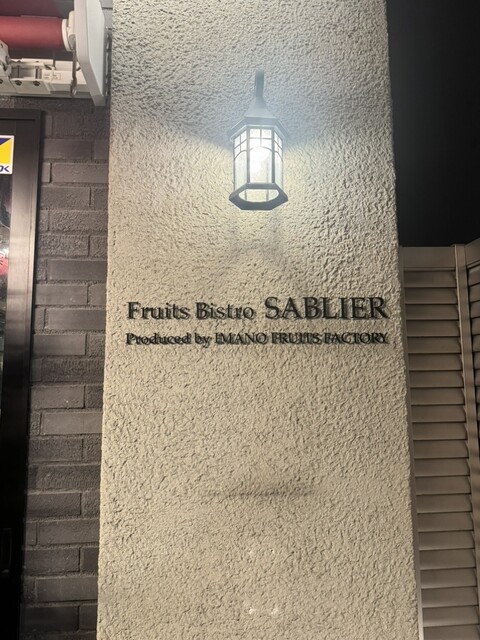 Fruits Bistro SABLIER
Produced by IMANO FRUITS FACTORY